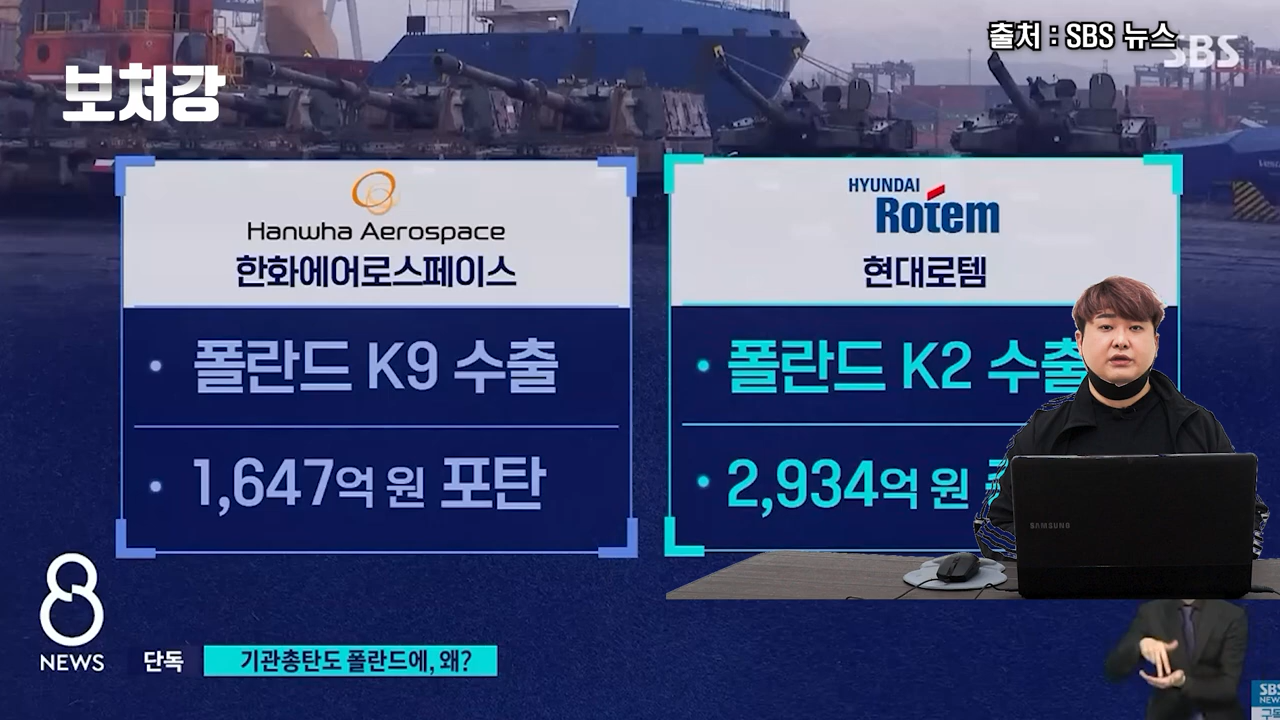 출처 : SBS 뉴스
SBS
보처강
Hanwha Aerospace
한화에어로스페이스
• 폴란드 K9 수출
• 1,647억 원 포탄
HYUNDAI
Rotem
현대로템
• 폴란드 K2 수출
• 2,934억 원
SAMSUNG
8
NEWS
단독
기관총탄도 폴란드에, 왜?
SBS
NEWS